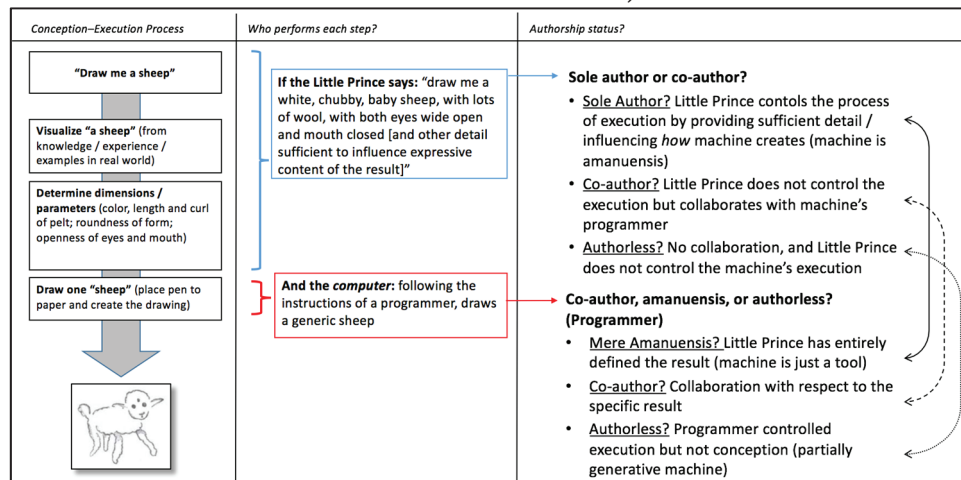 Conception–Execution Process
Who performs each step?
Authorship status?
“Draw me a sheep”
Visualize “a sheep” (from
knowledge / experience /
examples in real world)
Determine dimensions /
parameters (color, length and curl
of pelt; roundness of form;
openness of eyes and mouth)
Draw one “sheep” (place pen to
paper and create the drawing)
If the Little Prince says: “draw me a
white, chubby, baby sheep, with lots
of wool, with both eyes wide open
and mouth closed [and other detail
sufficient to influence expressive
content of the result]”
And the computer: following the
instructions of a programmer, draws
a generic sheep
Sole author or co-author?
• Sole Author? Little Prince contols the process
of execution by providing sufficient detail /
influencing how machine creates (machine is
amanuensis)
• Co-author? Little Prince does not control the
execution but collaborates with machine’s
programmer
• Authorless? No collaboration, and Little Prince
does not control the machine’s execution
Co-author, amanuensis, or authorless?
(Programmer)
• Mere Amanuensis? Little Prince has entirely
defined the result (machine is just a tool)
• Co-author? Collaboration with respect to the
specific result
• Authorless? Programmer controlled
execution but not conception (partially
generative machine)